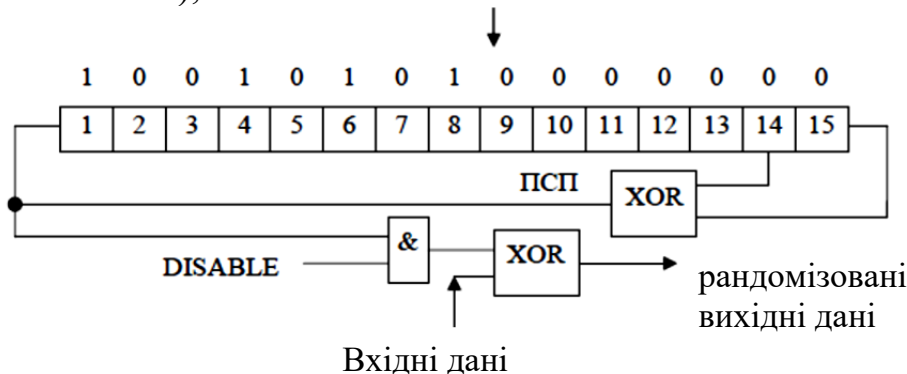 ),
1 0 0 1 0 1 0 1 0 0 0 0 0 0 0
1 2 3 4 5 6 7 8 9 10 11 12 13 14 15
ПСП
XOR
&
XOR
DISABLE
рандомізовані
вихідні дані
Вхідні дані